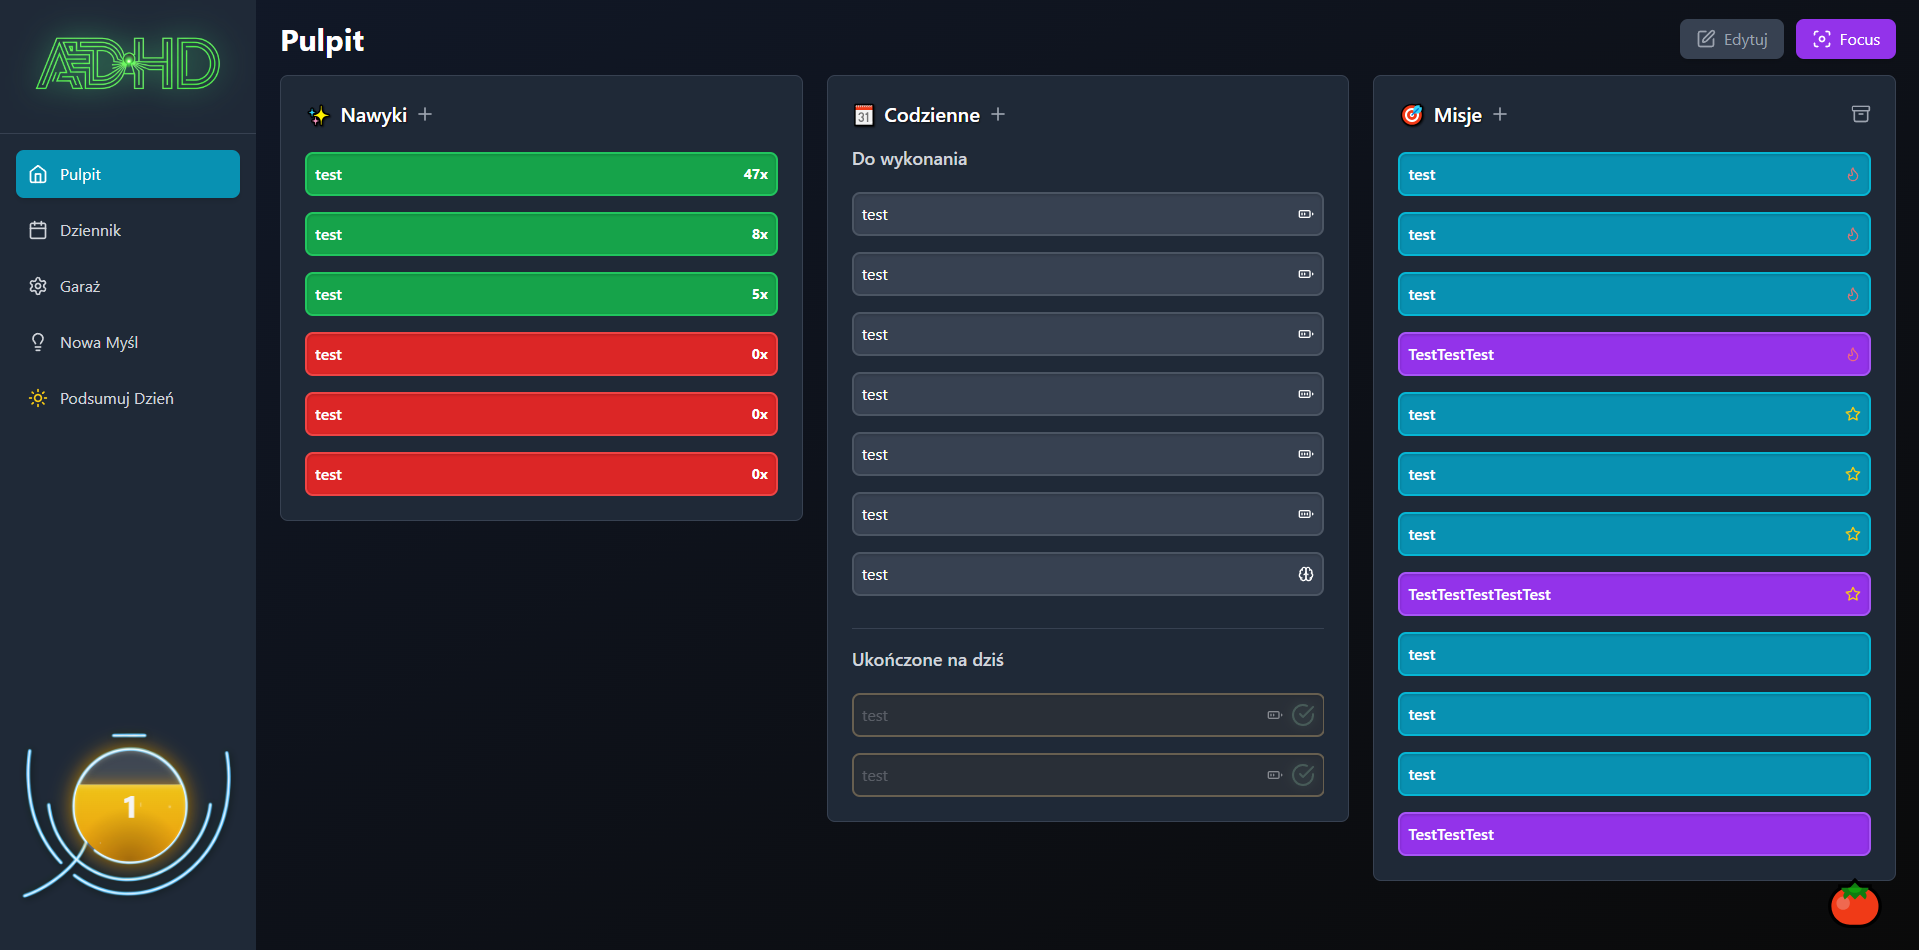 ADHD
Pulpit
Dziennik
Garaż
Nowa Myśl
Podsumuj Dzień
1
Pulpit
Edytuj
Focus
Nawyki
test 47x
test 8x
test 5x
test 0x
test 0x
test 0x
31
Codzienne
Do wykonania
test
test
test
test
test
test
test
Ukończone na dziś
test
test
Misje
test
test
test
TestTestTest
test
test
test
TestTestTestTestTest
test
test
test
TestTestTest